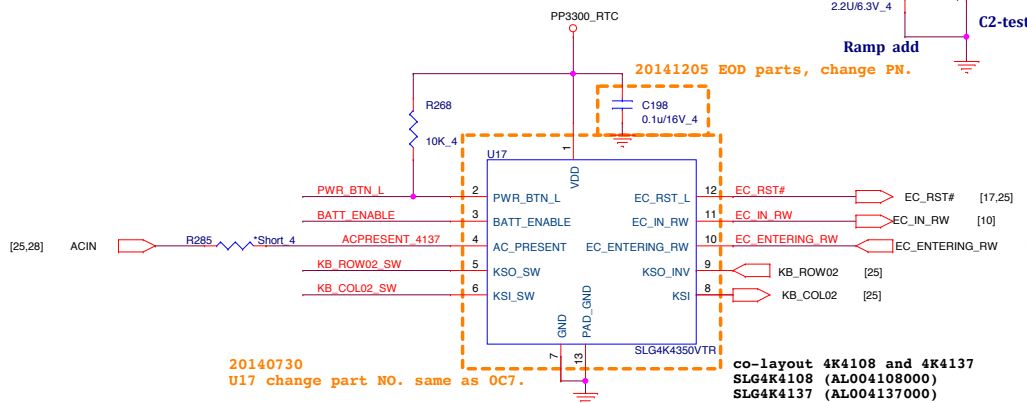 2.2U/6.3V_4
C2-test
PP3300_RTC
Ramp add
20141205 EOD parts, change PN.
R268
10K_4
C198
0.1u/16V_4
U17
1
VDD
PWR_BTN_L 2 PWR_BTN_L EC_RST_L 12 EC_RST# EC_RST# [17,25]
BATT_ENABLE 3 BATT_ENABLE EC_IN_RW 11 EC_IN_RW EC_IN_RW [10]
[25,28] ACIN R285 *Short_4 ACPRESENT_4137 4 AC_PRESENT EC_ENTERING_RW 10 EC_ENTERING_RW EC_ENTERING_RW
KB_ROW02_SW 5 KSO_SW KSO_INV 9 KB_ROW02 [25]
KB_COL02_SW 6 KSI_SW KSI 8 KB_COL02 [25]
GND PAD_GND
7 13
SLG4K4350VTR
20140730
U17 change part NO. same as OC7.
co-layout 4K4108 and 4K4137
SLG4K4108 (AL004108000)
SLG4K4137 (AL004137000)